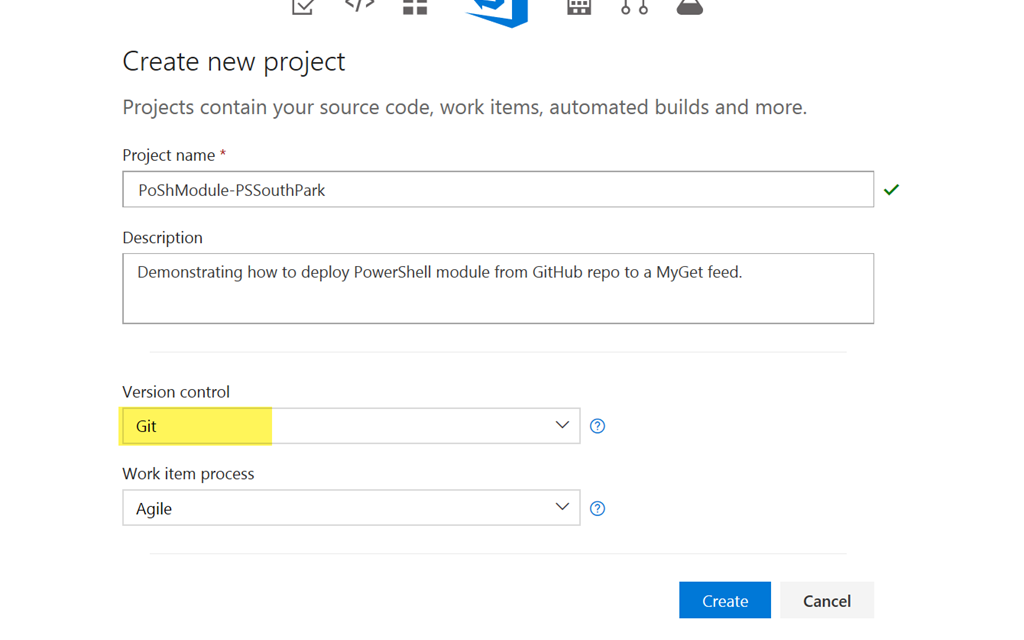 Create new project
Projects contain your source code, work items, automated builds and more.
Project name *
PoShModule-PSSouthPark
Description
Demonstrating how to deploy PowerShell module from GitHub repo to a MyGet feed.
Version control
Git
Work item process
Agile
Create
Cancel